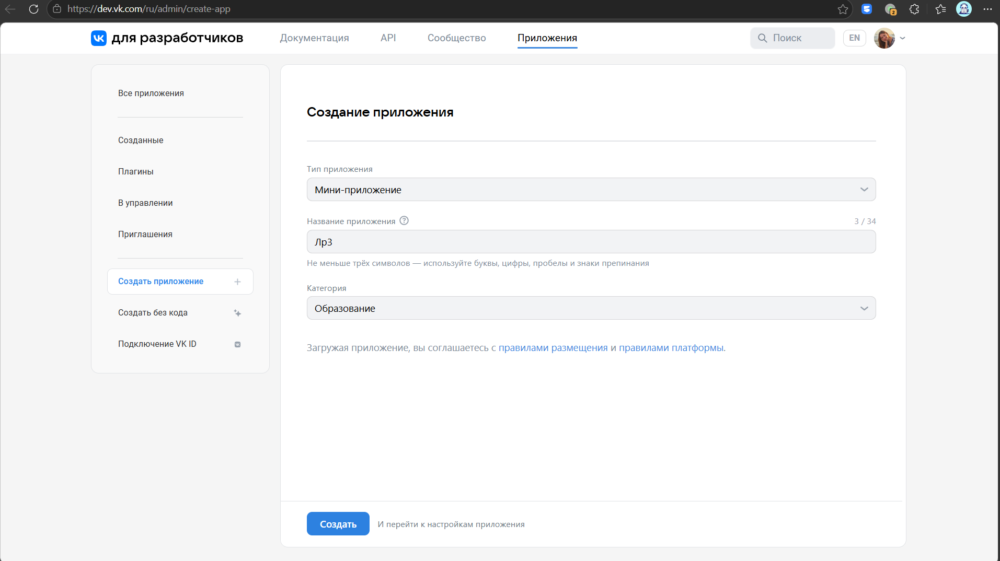 https://dev.vk.com/ru/admin/create-app
2
для разработчиков
Документация
API
Сообщество
Приложения
Поиск
EN
Все приложения
Созданные
Плагины
В управлении
Приглашения
Создать приложение
Создать без кода
Подключение VK ID
Создание приложения
Тип приложения
Мини-приложение
Название приложения
3 / 34
Лр3
Не меньше трёх символов — используйте буквы, цифры, пробелы и знаки препинания
Категория
Образование
Загружая приложение, вы соглашаетесь с правилами размещения и правилами платформы.
Создать
И перейти к настройкам приложения